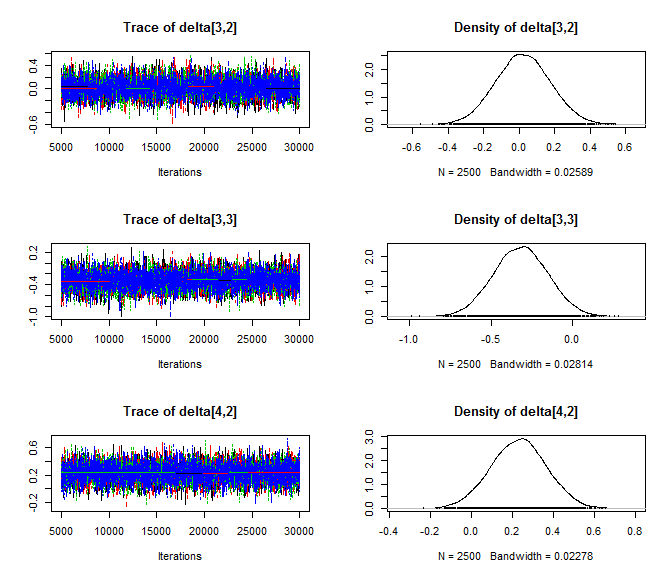 Trace of delta[3,2]
Density of delta[3,2]
-0.6 0.0 0.4
0.0 1.0 2.0
5000 10000 15000 20000 25000 30000
-0.6 -0.4 -0.2 0.0 0.2 0.4 0.6
Iterations
N = 2500 Bandwidth = 0.02589
Trace of delta[3,3]
Density of delta[3,3]
-1.0 -0.4 0.2
0.0 1.0 2.0
5000 10000 15000 20000 25000 30000
-1.0 -0.5 0.0
Iterations
N = 2500 Bandwidth = 0.02814
Trace of delta[4,2]
Density of delta[4,2]
-0.2 0.2 0.6
0.0 1.0 2.0 3.0
5000 10000 15000 20000 25000 30000
-0.4 -0.2 0.0 0.2 0.4 0.6 0.8
Iterations
N = 2500 Bandwidth = 0.02278